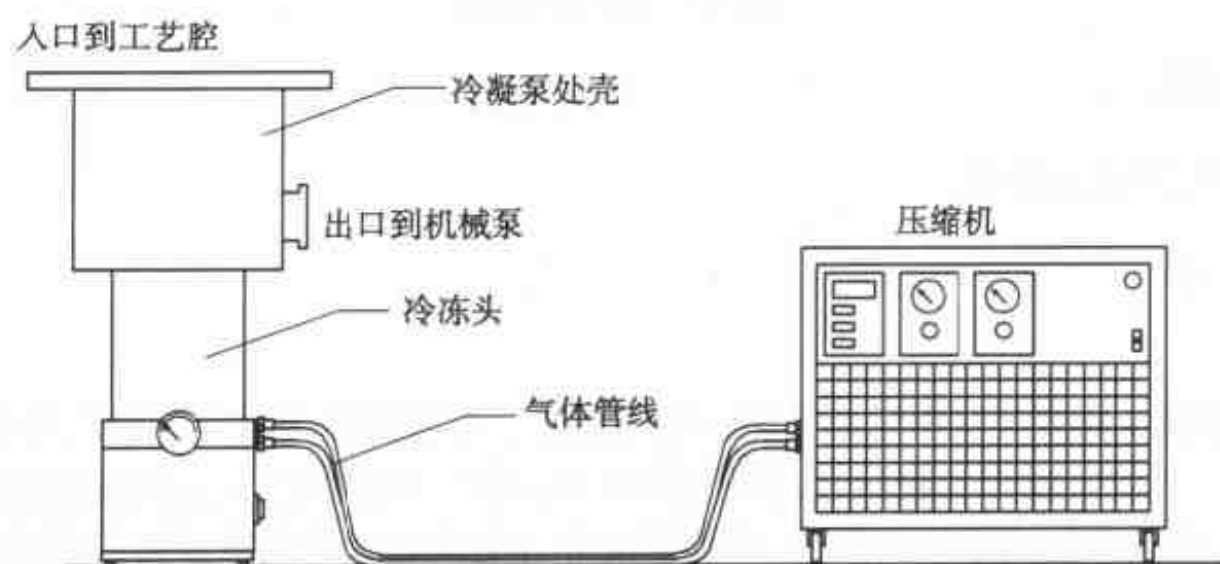 入口到工艺腔
冷凝泵处壳
出口到机械泵
压缩机
冷冻头
气体管线